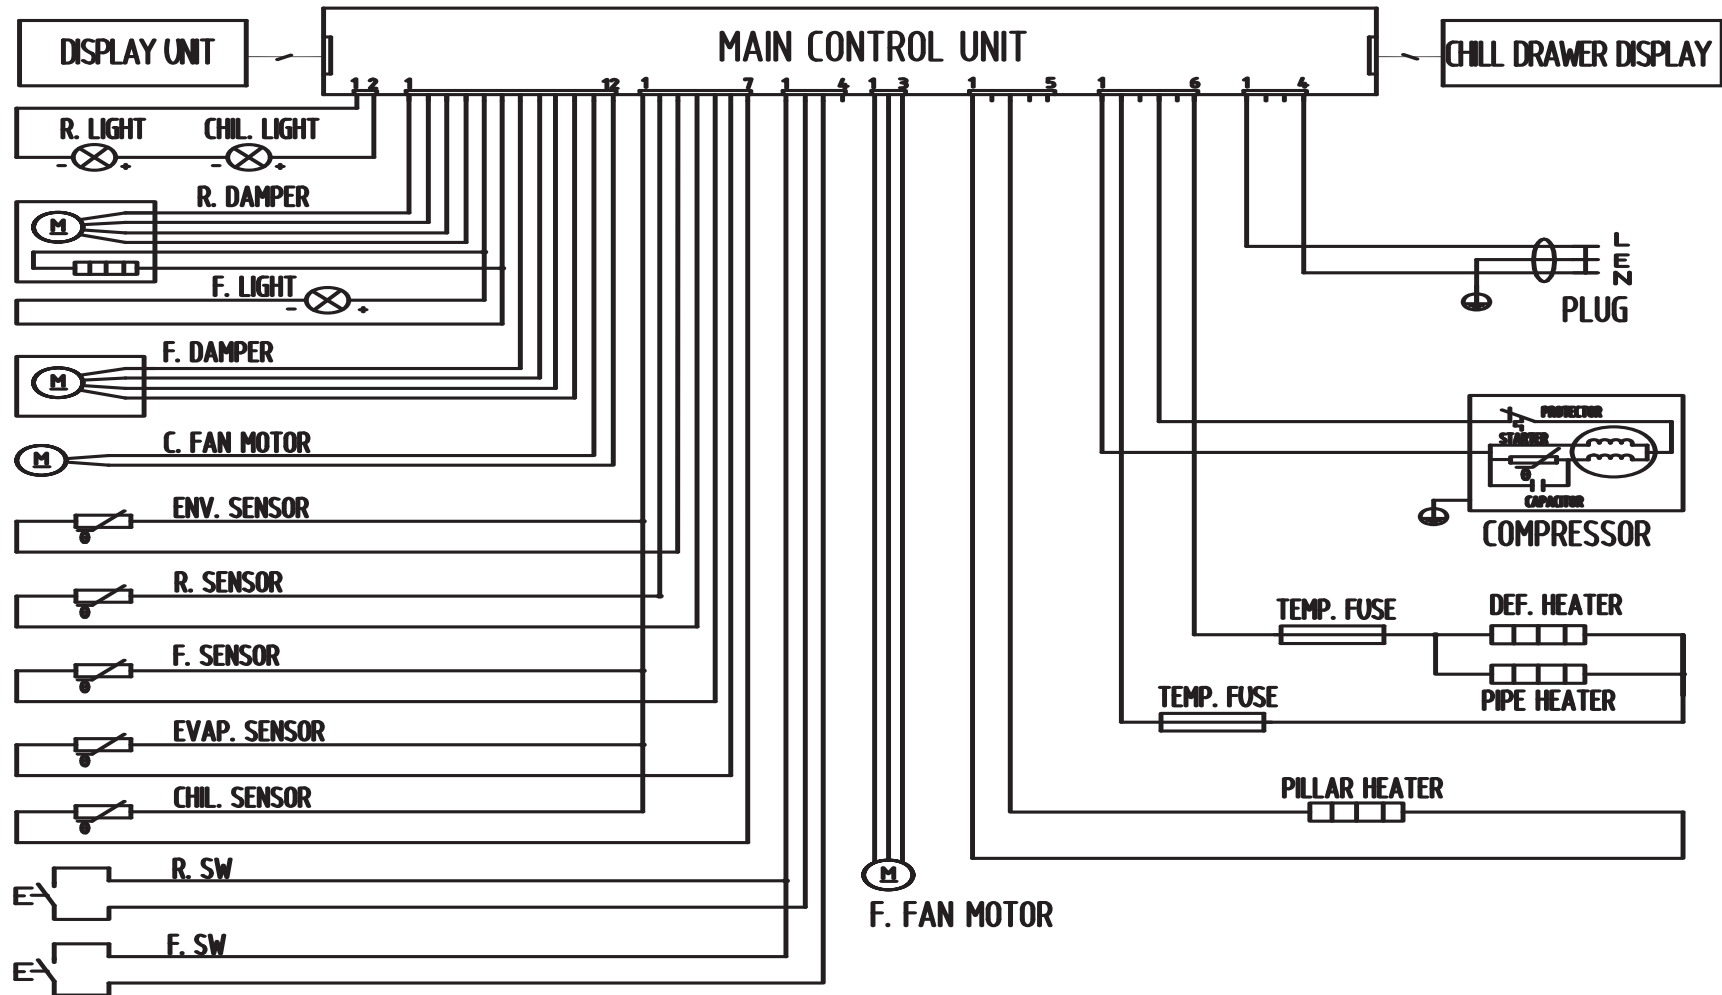 DISPLAY UNIT
MAIN CONTROL UNIT
CHILL DRAWER DISPLAY
1 2 1 12 1 7 1 4 1 3 1 5 1 6 1 4
R. LIGHT
CHIL. LIGHT
- + - +
R. DAMPER
M
F. LIGHT
- +
L
E
N
PLUG
F. DAMPER
M
C. FAN MOTOR
M
PROTECTOR
STARTER
θ
CAPACITOR
COMPRESSOR
ENV. SENSOR
θ
R. SENSOR
θ
TEMP. FUSE
DEF. HEATER
F. SENSOR
θ
TEMP. FUSE
PIPE HEATER
EVAP. SENSOR
θ
CHIL. SENSOR
θ
PILLAR HEATER
R. SW
M
F. FAN MOTOR
F. SW